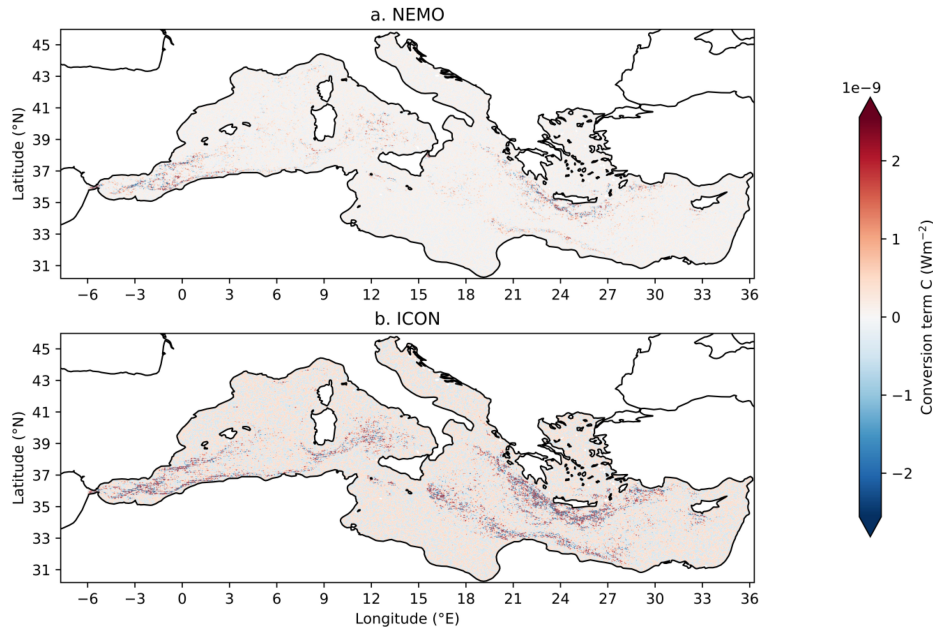 a. NEMO
45
43
41
39
37
35
33
31
Latitude (°N)
−6 −3 0 3 6 9 12 15 18 21 24 27 30 33 36
b. ICON
45
43
41
39
37
35
33
31
Latitude (°N)
−6 −3 0 3 6 9 12 15 18 21 24 27 30 33 36
Longitude (°E)
1e−9
2
1
0
−1
−2
Conversion term C (Wm⁻²)